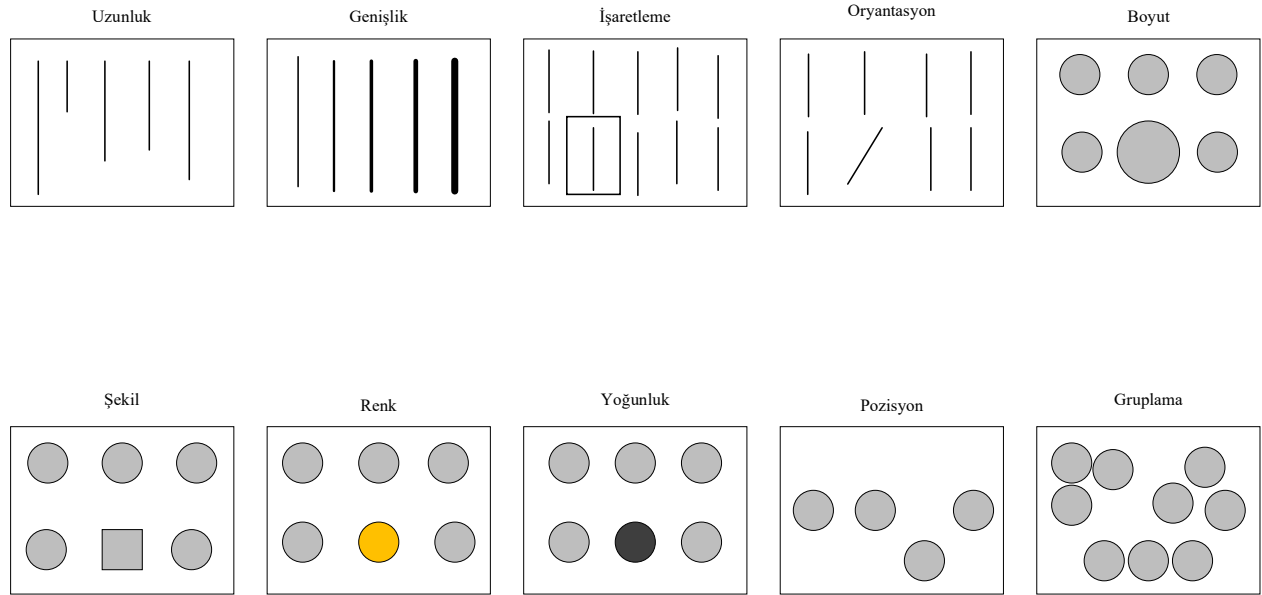 Uzunluk
Genişlik
İşaretleme
Oryantasyon
Boyut
Şekil
Renk
Yoğunluk
Pozisyon
Gruplama